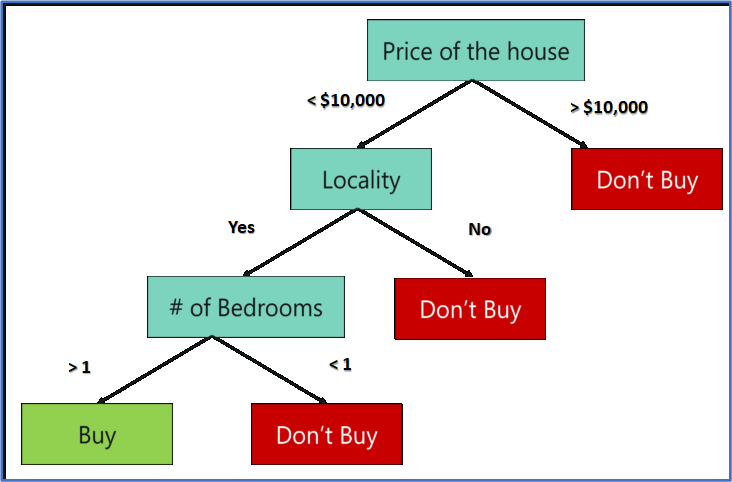 Price of the house
< $10,000
> $10,000
Locality
Don't Buy
Yes
No
# of Bedrooms
Don't Buy
> 1
< 1
Buy
Don't Buy